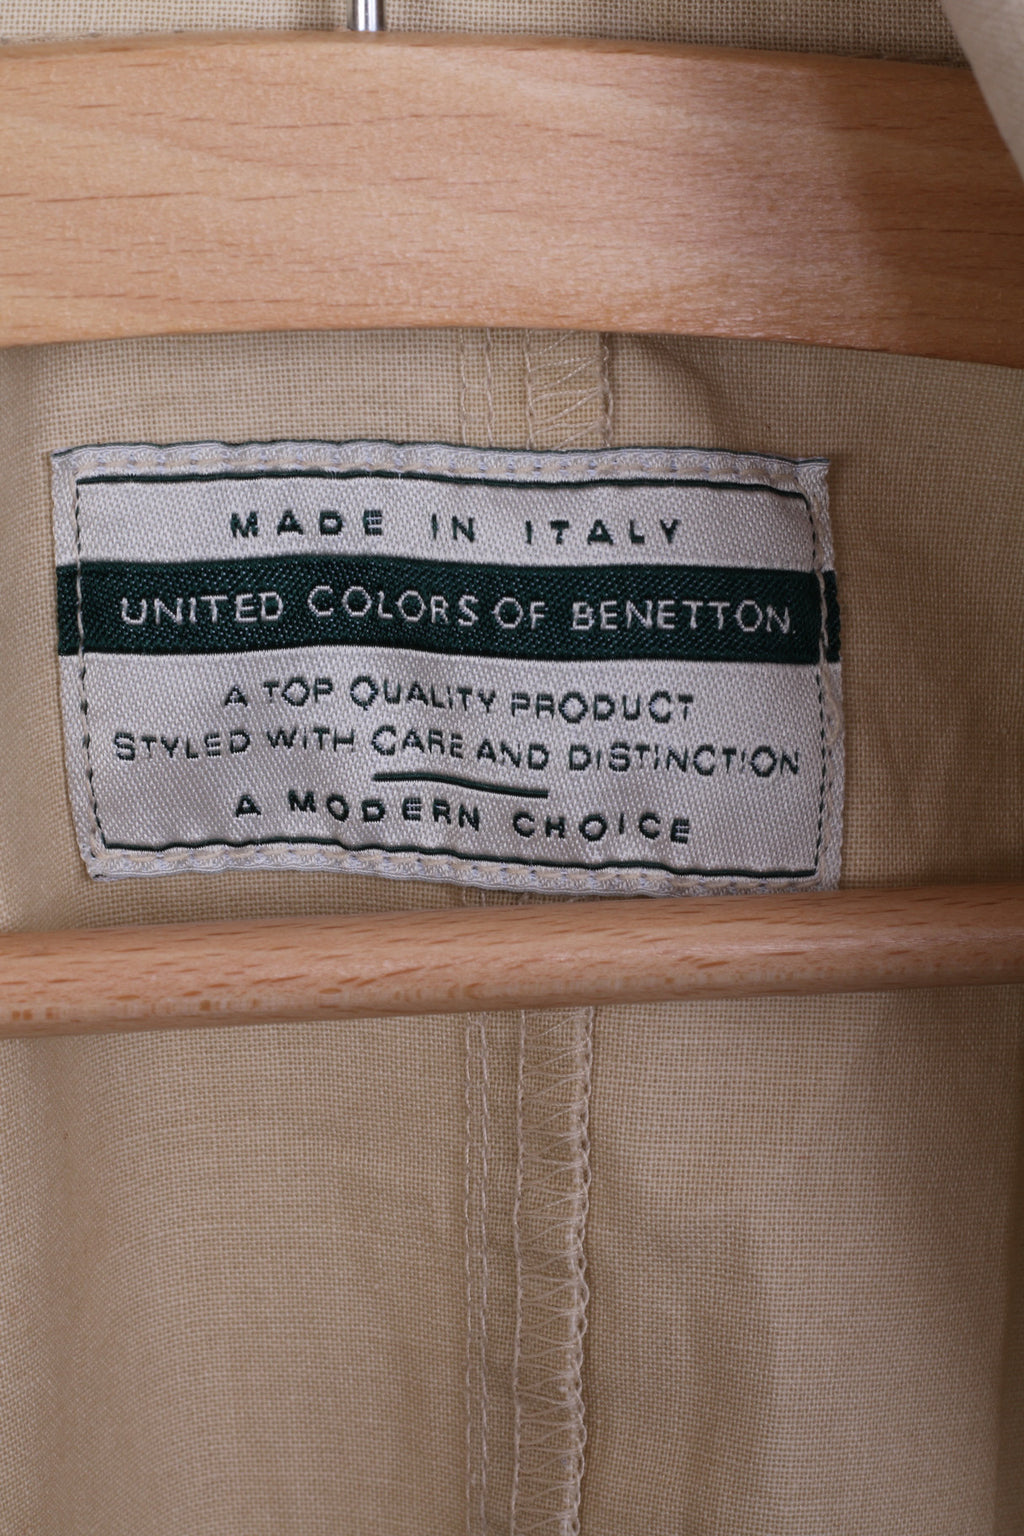 MADE IN ITALY
UNITED COLORS OF BENETTON.
A TOP QUALITY PRODUCT
STYLED WITH CARE AND DISTINCTION
A MODERN CHOICE